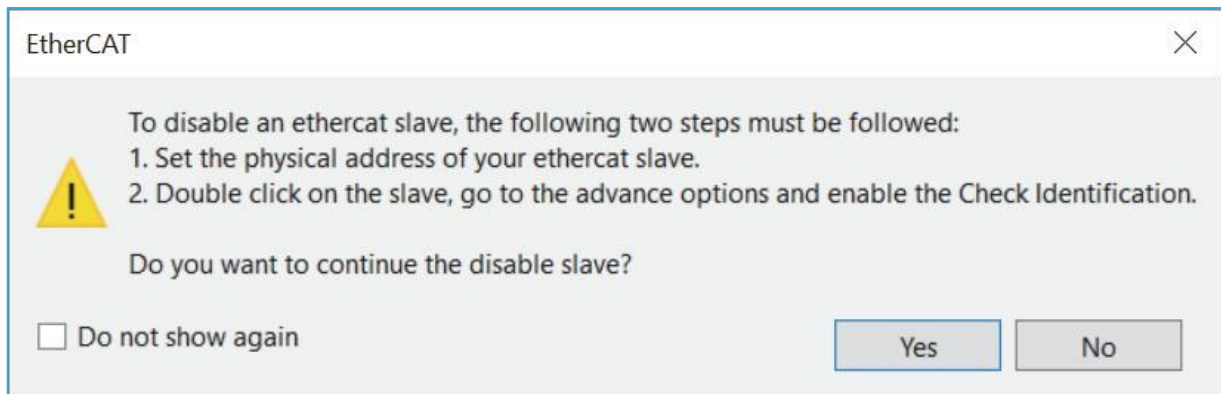 EtherCAT
To disable an ethercat slave, the following two steps must be followed:
1. Set the physical address of your ethercat slave.
2. Double click on the slave, go to the advance options and enable the Check Identification.
Do you want to continue the disable slave?
Do not show again
Yes
No